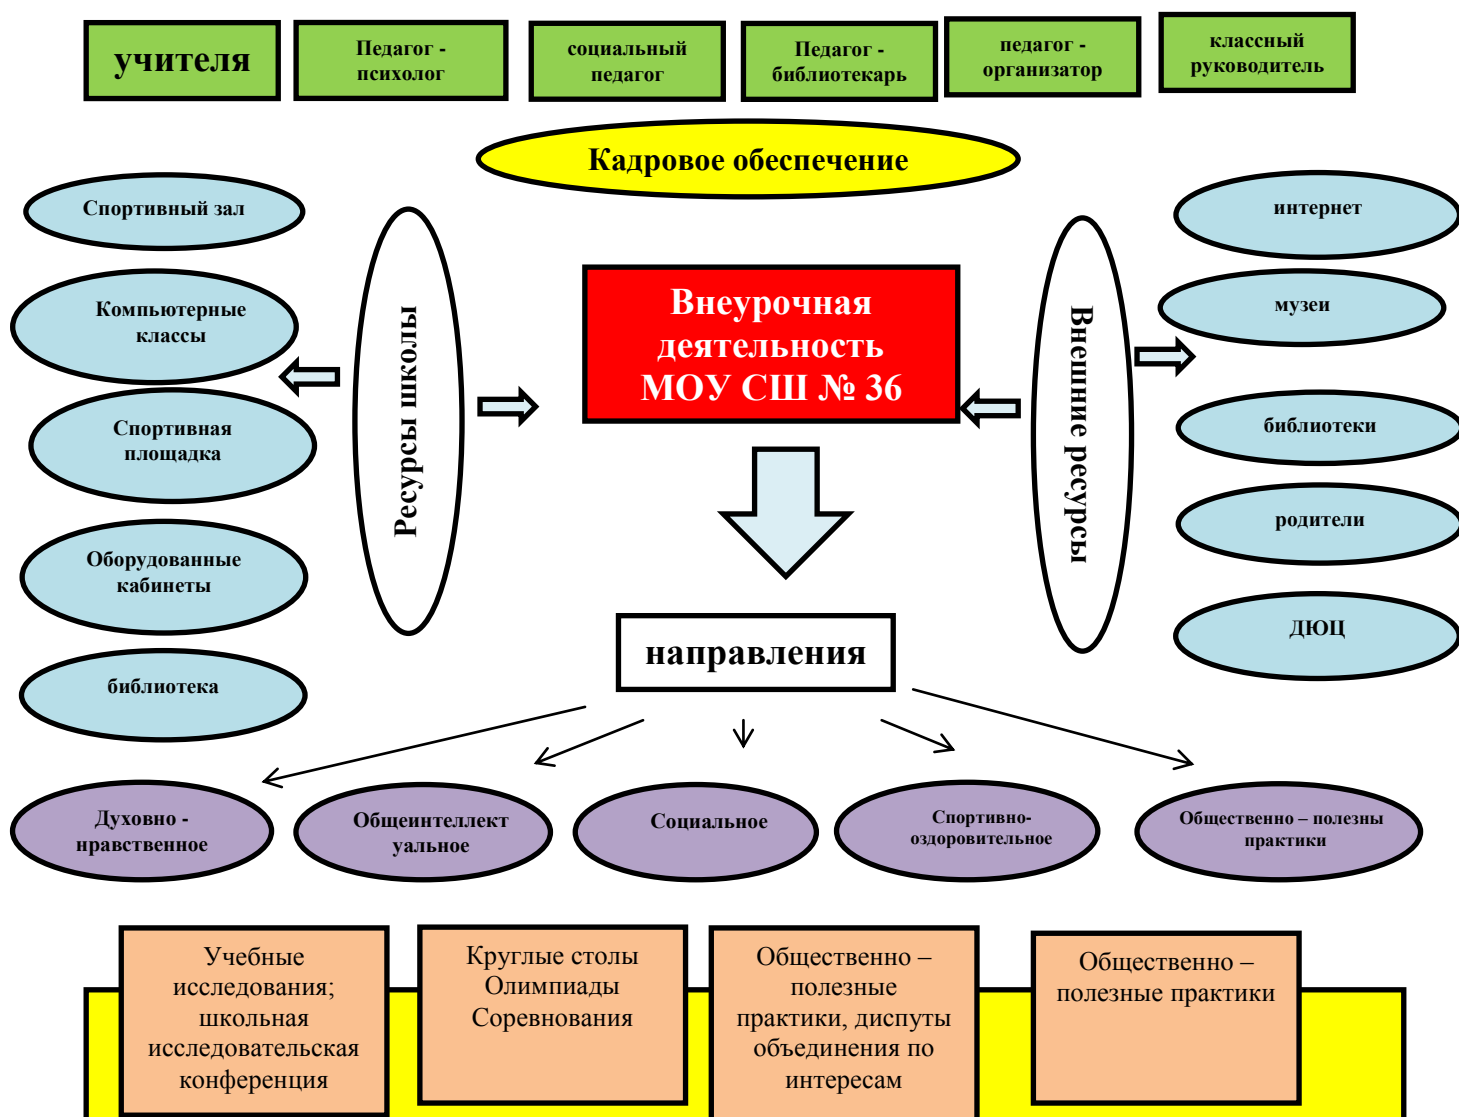 учителя
Педагог -
психолог
социальный
педагог
Педагог -
библиотекарь
педагог -
организатор
классный
руководитель
Кадровое обеспечение
Спортивный зал
Компьютерные
классы
Спортивная
площадка
Оборудованные
кабинеты
библиотека
Ресурсы школы
Внеурочная
деятельность
МОУ СШ № 36
Внешние ресурсы
интернет
музеи
библиотеки
родители
ДЮЦ
направления
Духовно -
нравственное
Общеинтеллект
уальное
Социальное
Спортивно-
оздоровительное
Общественно – полезны
практики
Учебные
исследования;
школьная
исследовательская
конференция
Круглые столы
Олимпиады
Соревнования
Общественно –
полезные
практики, диспуты
объединения по
интересам
Общественно –
полезные практики